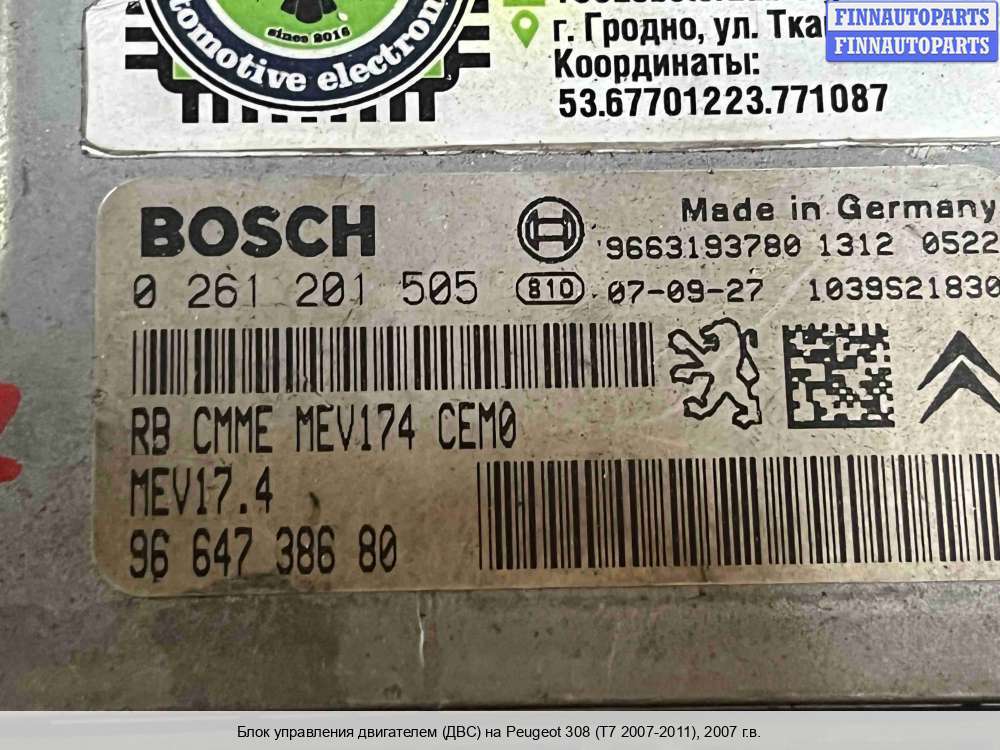 FINNAUTOPARTS
FINNAUTOPARTS
since 2016
tomotive electron
г. Гродно, ул. Тка
Координаты:
53.67701223.771087
BOSCH
Made in Germany
9663193780 1312 0522
0 261 201 505 810 07-09-27 1039S21830
RB CMME MEV174 CEM0
MEV17.4
96 647 386 80
Блок управления двигателем (ДВС) на Peugeot 308 (T7 2007-2011), 2007 г.в.